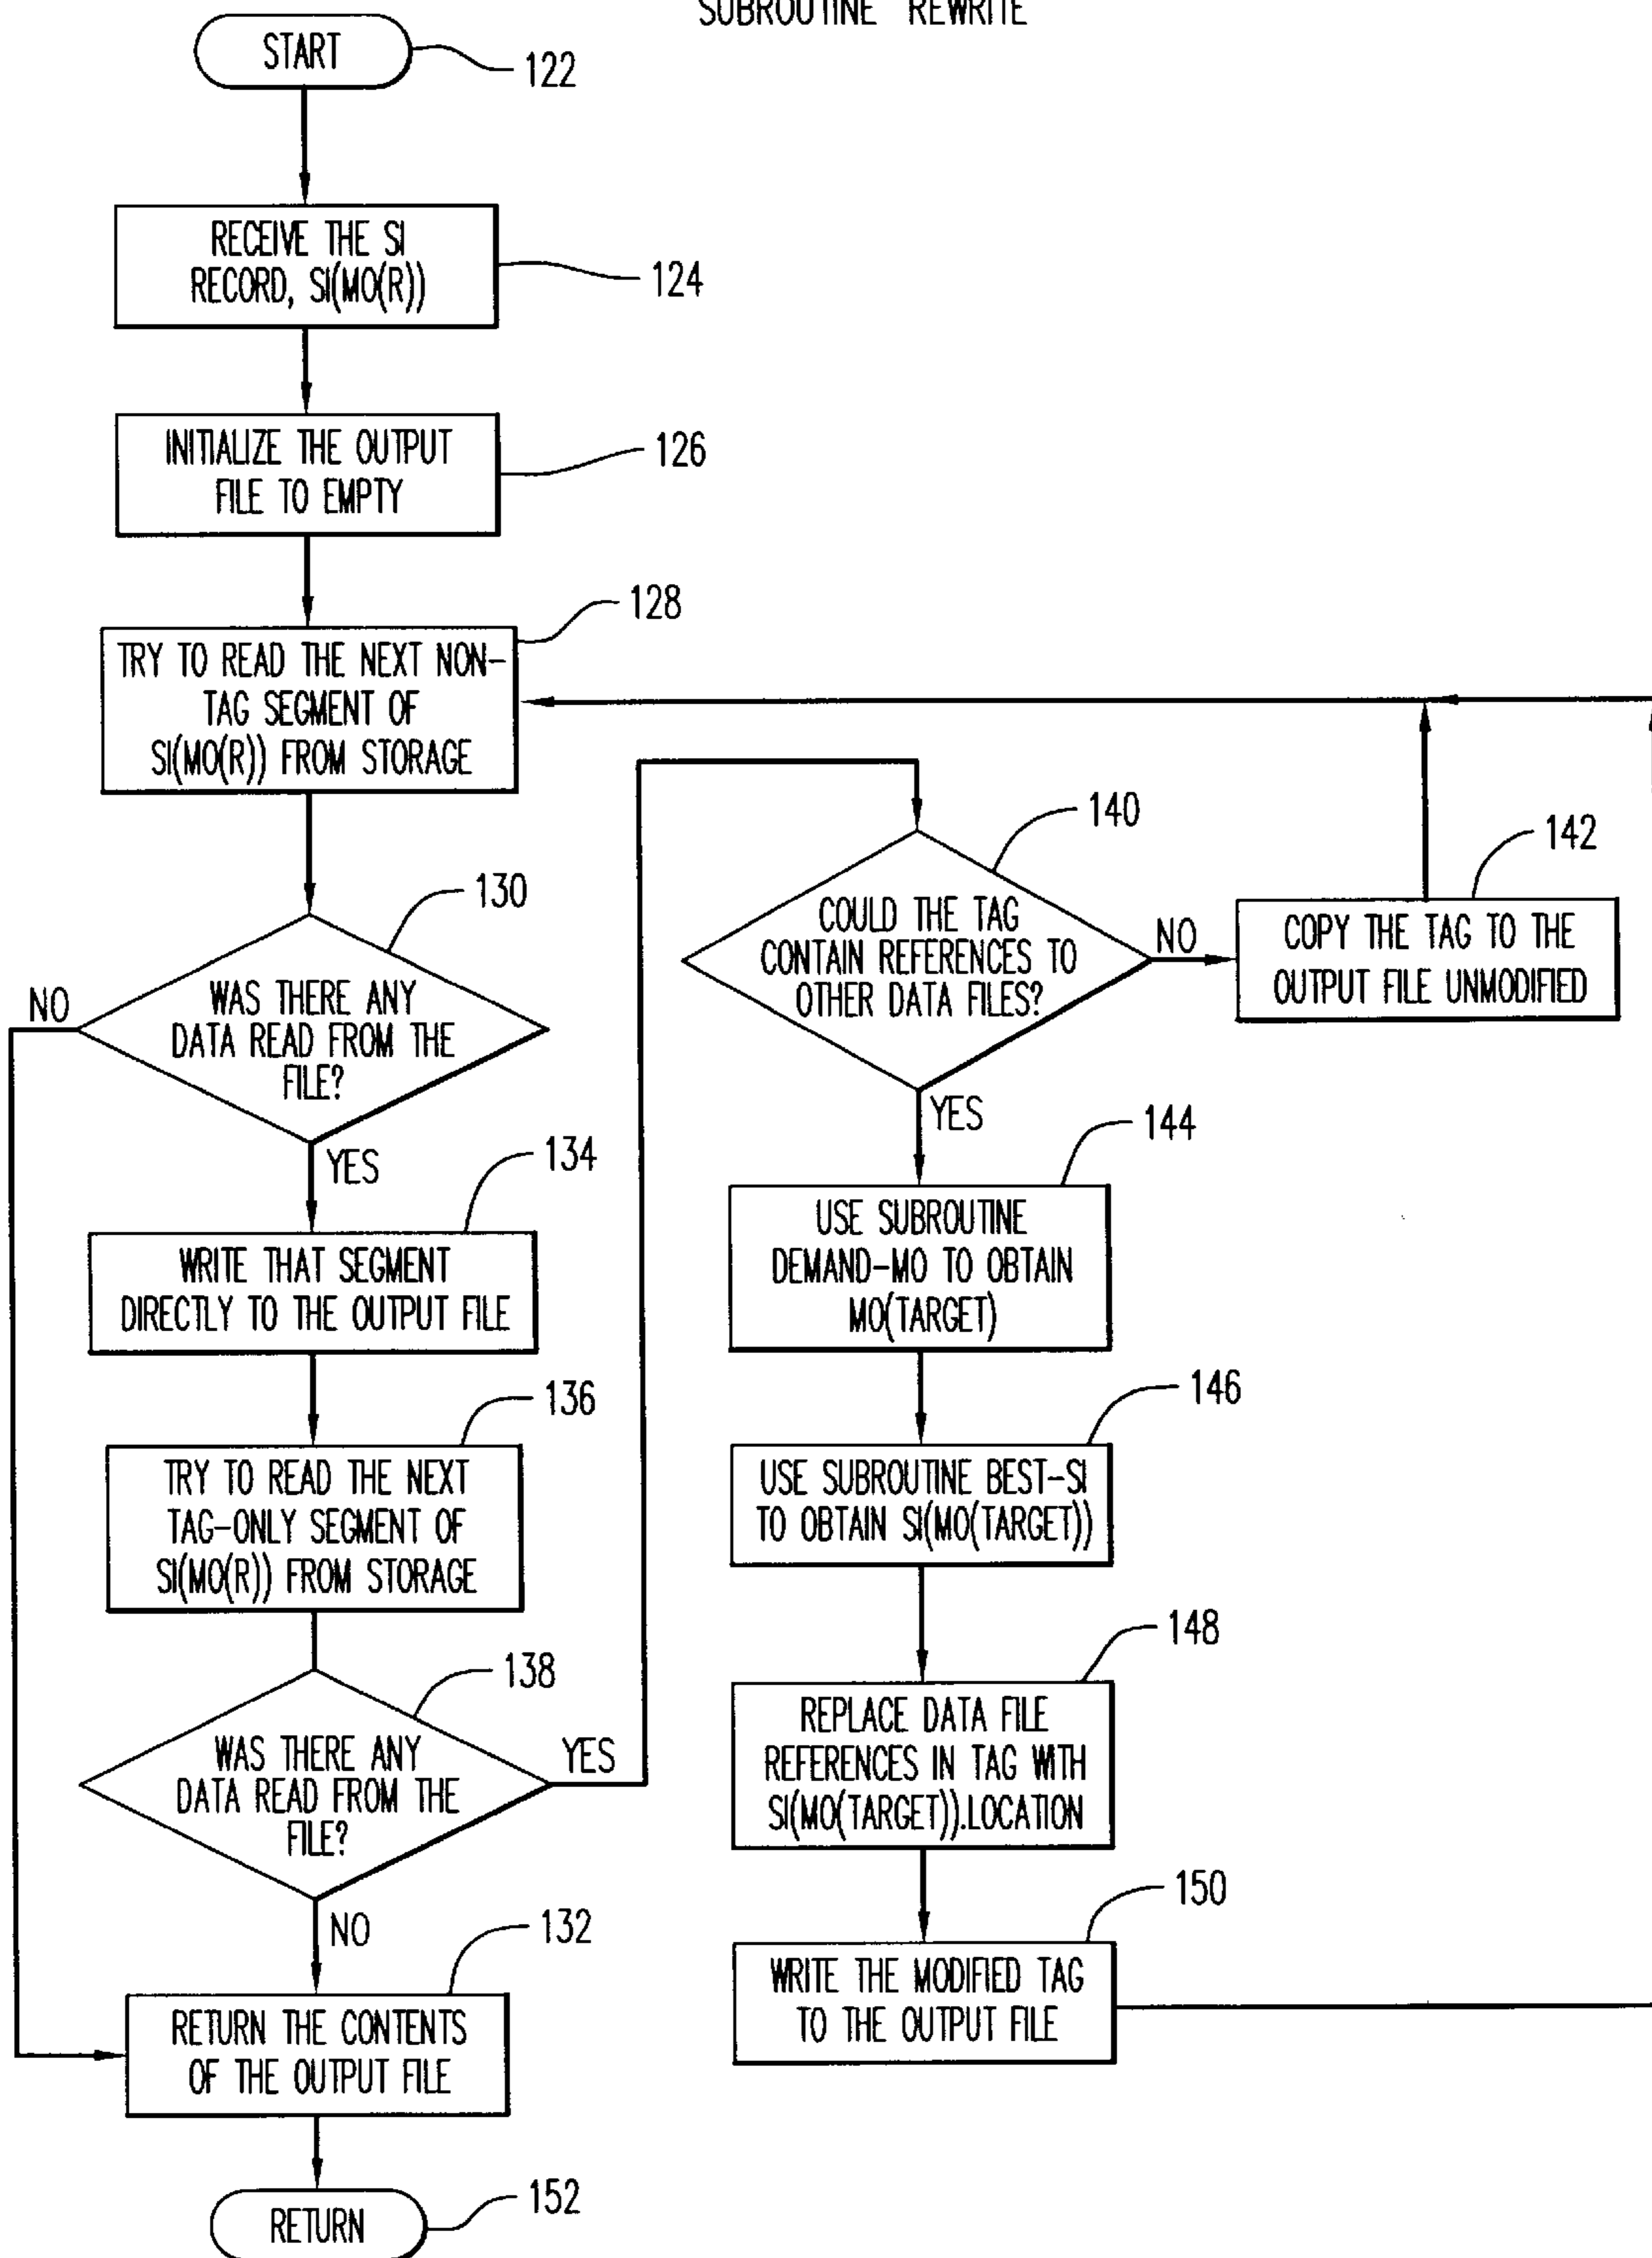 SUBROUTINE REWRITE
START
122
RECEIVE THE SI
RECORD, SI(MO(R))
124
INITIALIZE THE OUTPUT
FILE TO EMPTY
126
TRY TO READ THE NEXT NON-
TAG SEGMENT OF
SI(MO(R)) FROM STORAGE
128
WAS THERE ANY
DATA READ FROM THE
FILE?
130
NO
YES
WRITE THAT SEGMENT
DIRECTLY TO THE OUTPUT FILE
134
TRY TO READ THE NEXT
TAG-ONLY SEGMENT OF
SI(MO(R)) FROM STORAGE
136
WAS THERE ANY
DATA READ FROM THE
FILE?
138
YES
NO
RETURN THE CONTENTS
OF THE OUTPUT FILE
132
RETURN
152
COULD THE TAG
CONTAIN REFERENCES TO
OTHER DATA FILES?
140
NO
COPY THE TAG TO THE
OUTPUT FILE UNMODIFIED
142
YES
USE SUBROUTINE
DEMAND-MO TO OBTAIN
MO(TARGET)
144
USE SUBROUTINE BEST-SI
TO OBTAIN SI(MO(TARGET))
146
REPLACE DATA FILE
REFERENCES IN TAG WITH
SI(MO(TARGET)).LOCATION
148
WRITE THE MODIFIED TAG
TO THE OUTPUT FILE
150